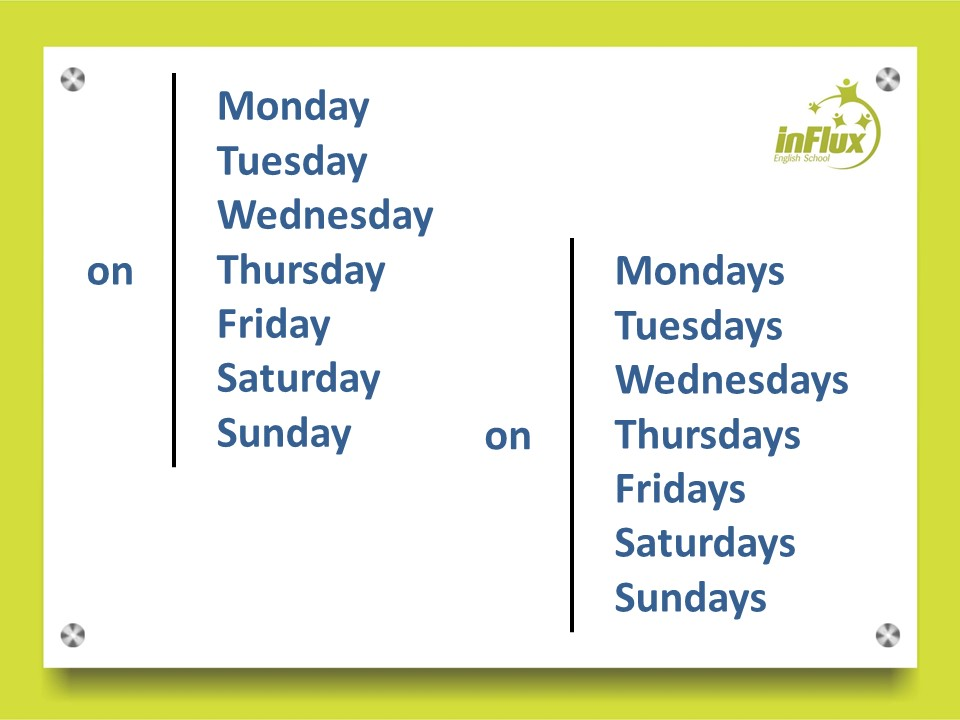 on
Monday
Tuesday
Wednesday
Thursday
Friday
Saturday
Sunday
inFlux
English School
on
Mondays
Tuesdays
Wednesdays
Thursdays
Fridays
Saturdays
Sundays